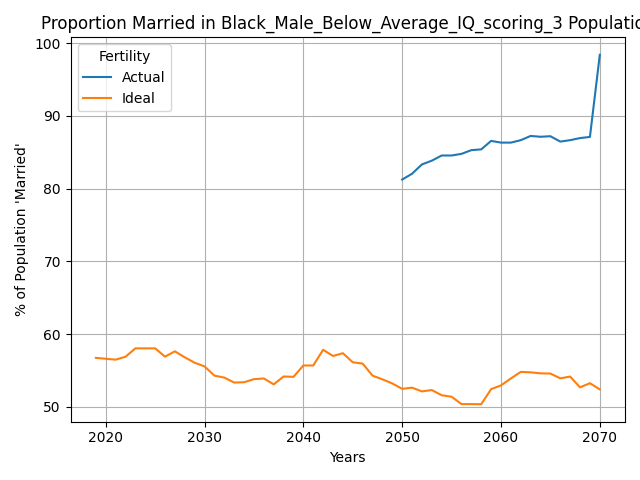 Proportion Married in Black_Male_Below_Average_IQ_scoring_3 Populatio
Fertility
Actual
Ideal
100
90
80
70
60
50
% of Population 'Married'
2020 2030 2040 2050 2060 2070
Years